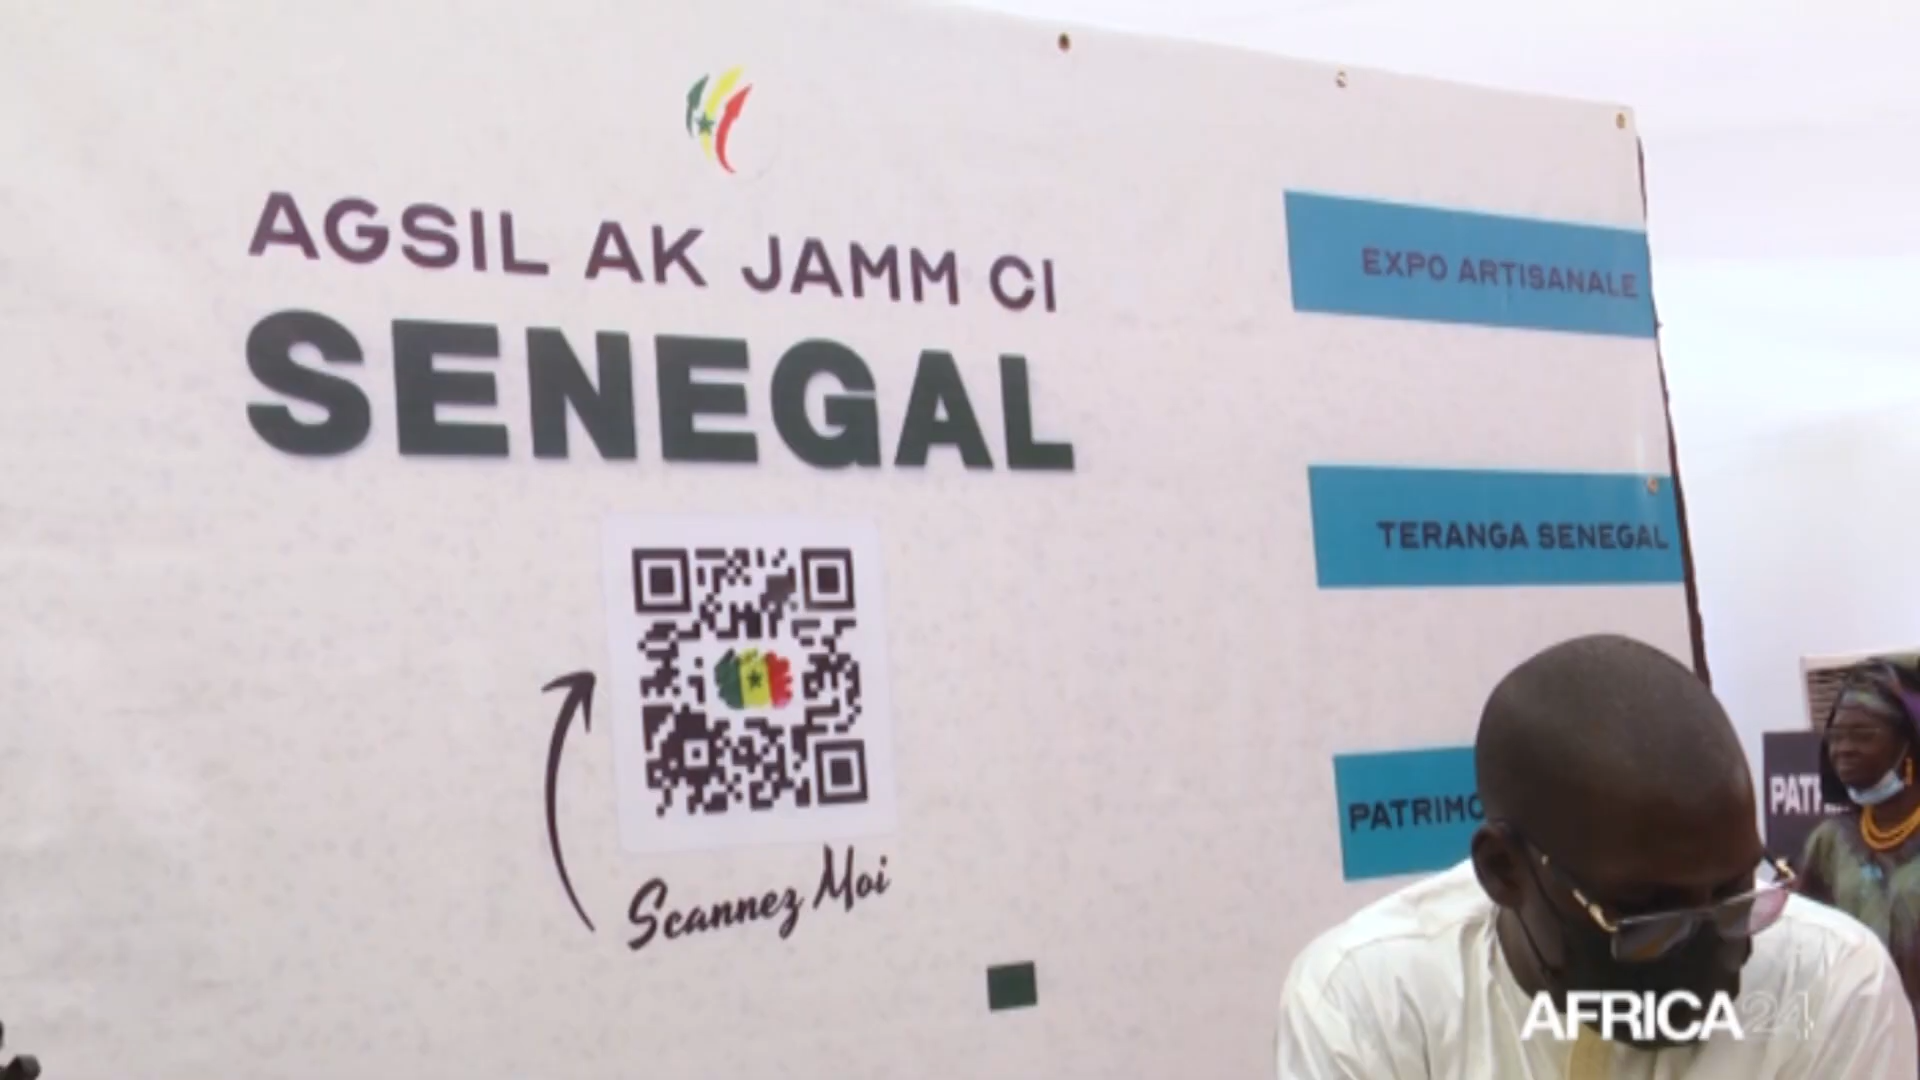 AGSIL AK JAMM CI
SENEGAL
Scannez Moi
EXPO ARTISANALE
TERANGA SENEGAL
AFRICA24